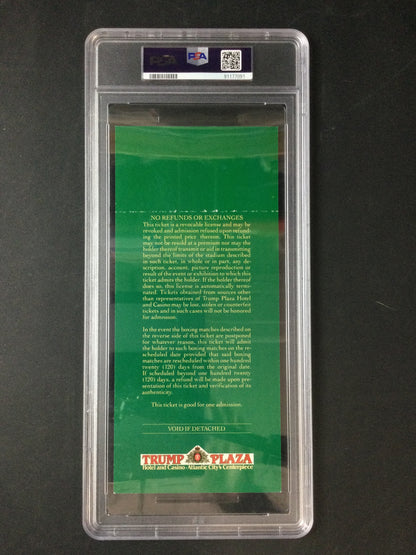 PSA
PSA
91177091
NO REFUNDS OR EXCHANGES
This ticket is a revocable license and may be
revoked and admission refused upon refund-
ing the printed price thereon. This ticket
may not be resold at a premium nor may the
holder thereof transmit or aid in transmitting
beyond the limits of the stadium described
in such ticket, in whole or in part, any de-
scription, account, picture reproduction or
result of the event or exhibition to which this
ticket admits the holder. If the holder thereof
does so, this license is automatically termi-
nated. Tickets obtained from sources other
than representatives of Trump Plaza Hotel
and Casino may be lost, stolen or counterfeit
tickets and in such cases will not be honored
for admission.
In the event the boxing matches described on
the reverse side of this ticket are postponed
for whatever reason, this ticket will admit
the holder to such boxing matches on the re-
scheduled date provided that said boxing
matches are rescheduled within one hundred
twenty (120) days from the original date.
If scheduled beyond one hundred twenty
(120) days, a refund will be made upon pre-
sentation of this ticket and verification of its
authenticity.
This ticket is good for one admission.
VOID IF DETACHED
TRUMP PLAZA
Hotel and Casino • Atlantic City's Centerpiece